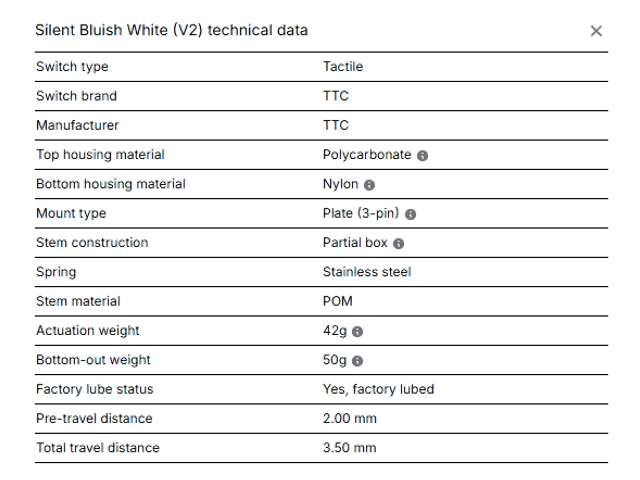 Silent Bluish White (V2) technical data
Switch type Tactile
Switch brand TTC
Manufacturer TTC
Top housing material Polycarbonate
Bottom housing material Nylon
Mount type Plate (3-pin)
Stem construction Partial box
Spring Stainless steel
Stem material POM
Actuation weight 42g
Bottom-out weight 50g
Factory lube status Yes, factory lubed
Pre-travel distance 2.00 mm
Total travel distance 3.50 mm